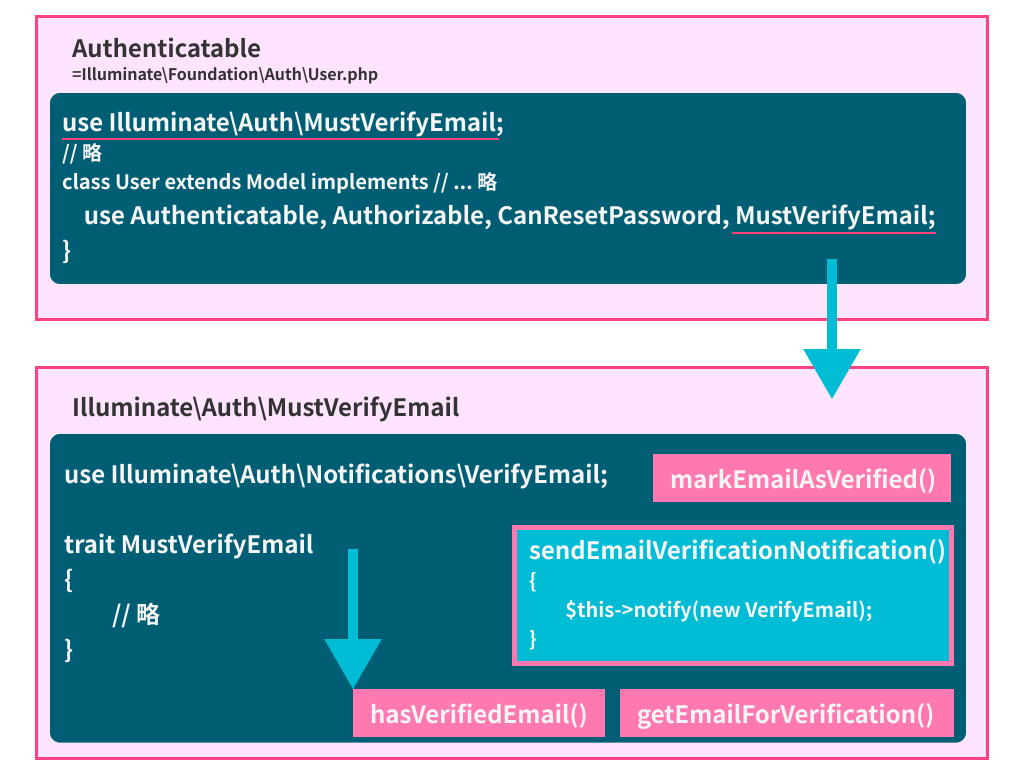 Authenticatable
=Illuminate\Foundation\Auth\User.php
use Illuminate\Auth\MustVerifyEmail;
// 略
class User extends Model implements // ... 略
use Authenticatable, Authorizable, CanResetPassword, MustVerifyEmail;
}
Illuminate\Auth\MustVerifyEmail
use Illuminate\Auth\Notifications\VerifyEmail;
markEmailAsVerified()
trait MustVerifyEmail
{
// 略
}
sendEmailVerificationNotification()
{
$this->notify(new VerifyEmail);
}
hasVerifiedEmail()
getEmailForVerification()